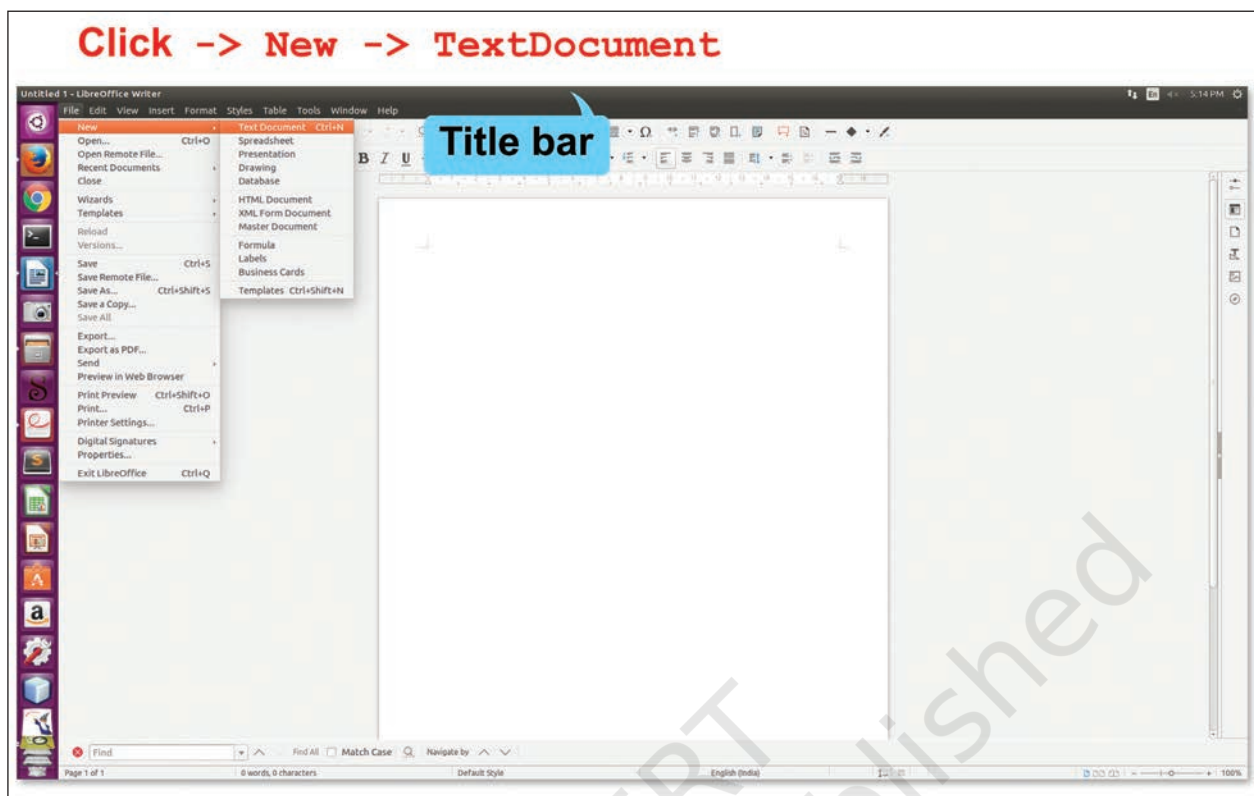 Click -> New -> TextDocument
Untitled 1 - LibreOffice Writer
En 5:14 PM
File Edit View Insert Format Styles Table Tools Window Help
Title bar
B I U
New
Open... Ctrl+O
Open Remote File...
Recent Documents
Close
Wizards
Templates
Reload
Versions...
Save Ctrl+S
Save Remote File...
Save As... Ctrl+Shift+S
Save a Copy...
Save All
Export...
Export as PDF...
Send
Preview in Web Browser
Print Preview Ctrl+Shift+O
Print... Ctrl+P
Printer Settings...
Digital Signatures
Properties...
Exit LibreOffice Ctrl+Q
Text Document Ctrl+N
Spreadsheet
Presentation
Drawing
Database
HTML Document
XML Form Document
Master Document
Formula
Labels
Business Cards
Templates Ctrl+Shift+N
Find Find All Match Case Navigate by
Page 1 of 1 0 words, 0 characters Default Style English (India) 100%